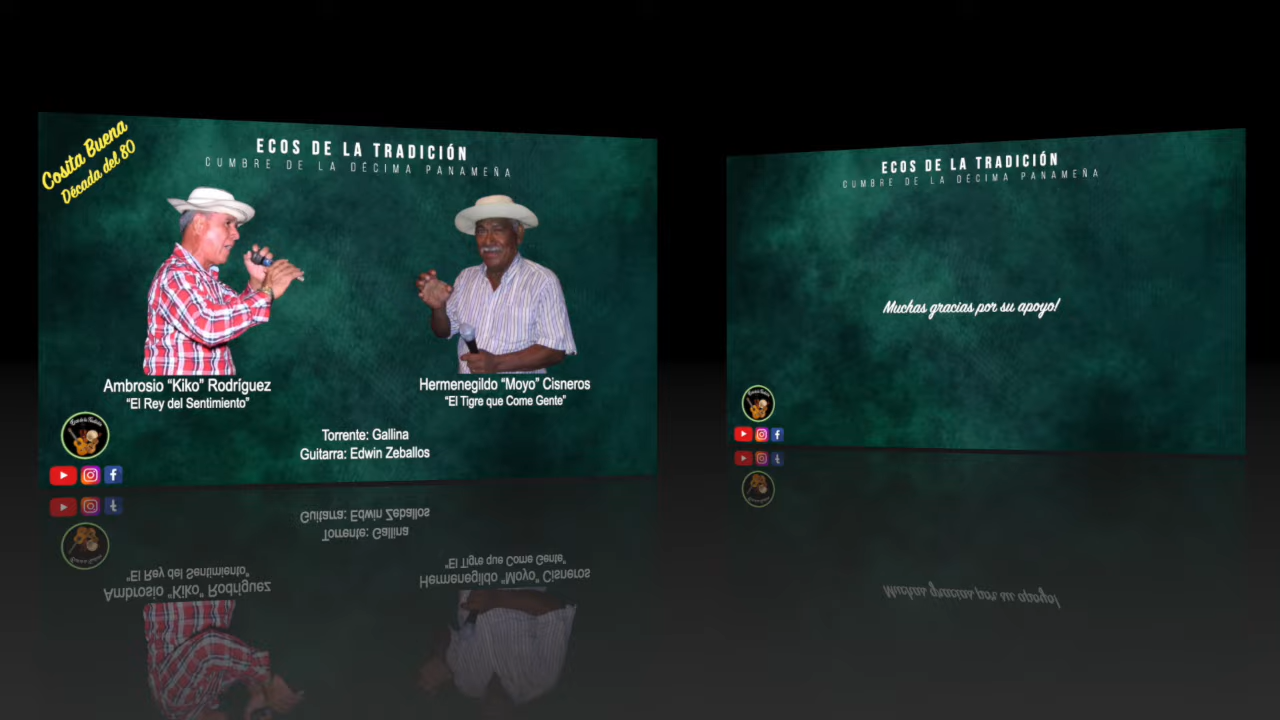 Cosita Buena
Década del 80
ECOS DE LA TRADICIÓN
CUMBRE DE LA DÉCIMA PANAMEÑA
Ambrosio “Kiko” Rodríguez
“El Rey del Sentimiento”
Hermenegildo “Moyo” Cisneros
“El Tigre que Come Gente”
Torrente: Gallina
Guitarra: Edwin Zeballos
ECOS DE LA TRADICIÓN
CUMBRE DE LA DÉCIMA PANAMEÑA
Muchas gracias por su apoyo!